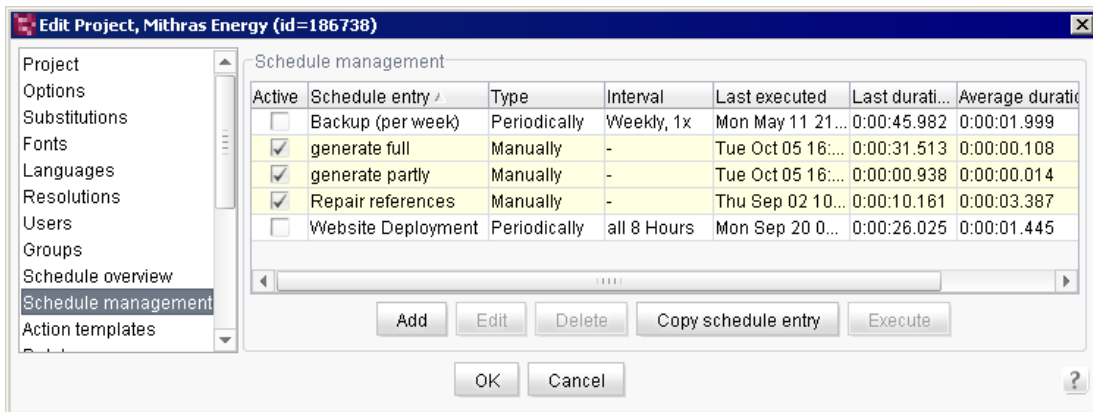 Edit Project, Mithras Energy (id=186738)
Project
Options
Substitutions
Fonts
Languages
Resolutions
Users
Groups
Schedule overview
Schedule management
Action templates
Schedule management
Active Schedule entry Type Interval Last executed Last durati... Average duratio
Backup (per week) Periodically Weekly, 1x Mon May 11 21... 0:00:45.982 0:00:01.999
generate full Manually - Tue Oct 05 16:... 0:00:31.513 0:00:00.108
generate partly Manually - Tue Oct 05 16:... 0:00:00.938 0:00:00.014
Repair references Manually - Thu Sep 02 10... 0:00:10.161 0:00:03.387
Website Deployment Periodically all 8 Hours Mon Sep 20 0... 0:00:26.025 0:00:01.445
Add Edit Delete Copy schedule entry Execute
OK Cancel ?